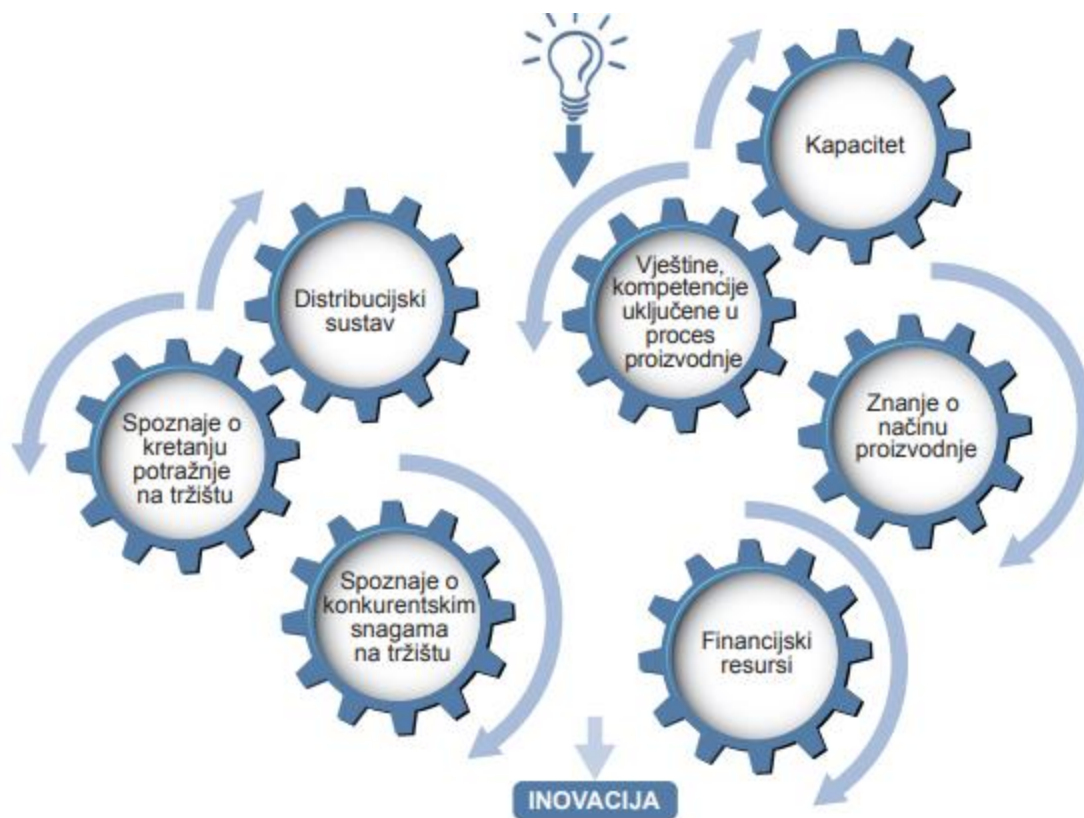 Kapacitet
Vještine,
kompetencije
uključene u
proces
proizvodnje
Distribucijski
sustav
Znanje o
načinu
proizvodnje
Spoznaje o
kretanju
potražnje
na tržištu
Spoznaje o
konkurentskim
snagama
na tržištu
Financijski
resursi
INOVACIJA